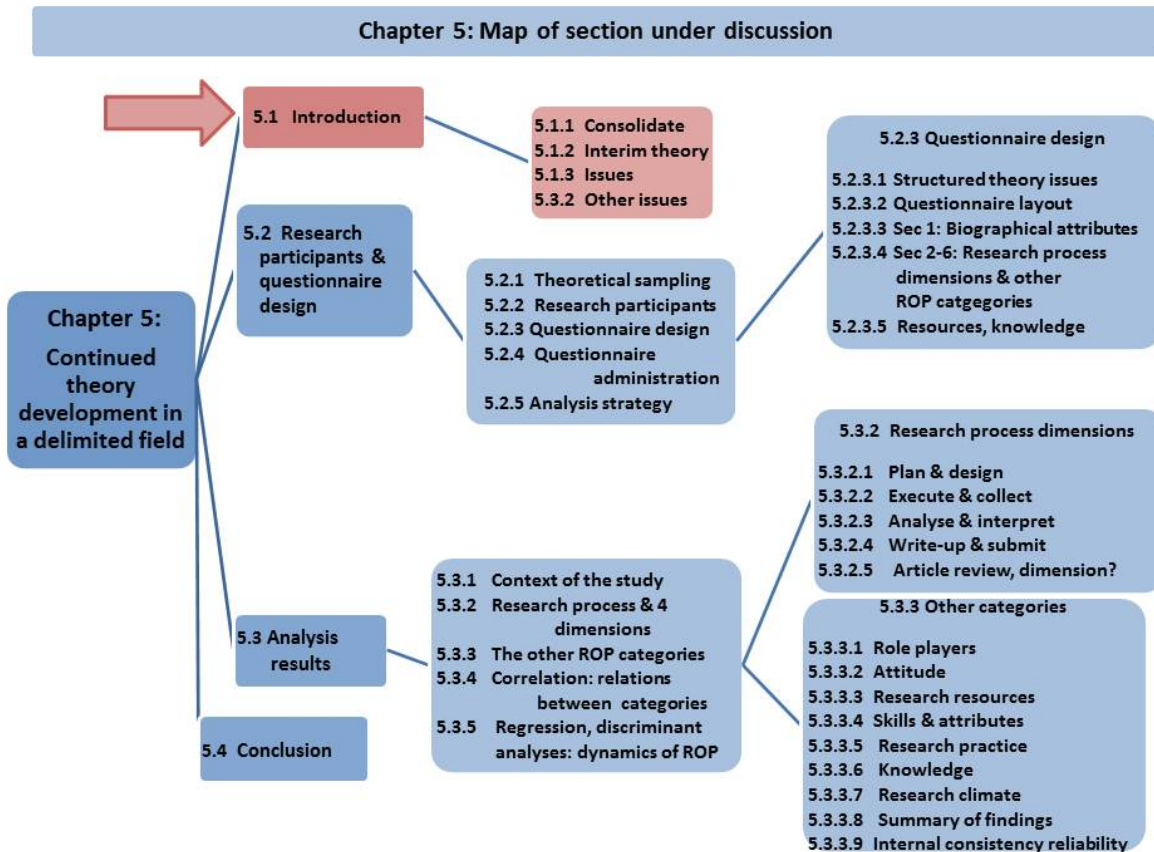 Chapter 5: Map of section under discussion
5.1 Introduction
5.1.1 Consolidate
5.1.2 Interim theory
5.1.3 Issues
5.3.2 Other issues
5.2 Research
participants &
questionnaire
design
5.2.1 Theoretical sampling
5.2.2 Research participants
5.2.3 Questionnaire design
5.2.4 Questionnaire
administration
5.2.5 Analysis strategy
5.2.3 Questionnaire design
5.2.3.1 Structured theory issues
5.2.3.2 Questionnaire layout
5.2.3.3 Sec 1: Biographical attributes
5.2.3.4 Sec 2-6: Research process
dimensions & other
ROP catgegories
5.2.3.5 Resources, knowledge
Chapter 5:
Continued
theory
development in
a delimited field
5.3 Analysis
results
5.3.1 Context of the study
5.3.2 Research process & 4
dimensions
5.3.3 The other ROP categories
5.3.4 Correlation: relations
between categories
5.3.5 Regression, discriminant
analyses: dynamics of ROP
5.3.2 Research process dimensions
5.3.2.1 Plan & design
5.3.2.2 Execute & collect
5.3.2.3 Analyse & interpret
5.3.2.4 Write-up & submit
5.3.2.5 Article review, dimension?
5.3.3 Other categories
5.3.3.1 Role players
5.3.3.2 Attitude
5.3.3.3 Research resources
5.3.3.4 Skills & attributes
5.3.3.5 Research practice
5.3.3.6 Knowledge
5.3.3.7 Research climate
5.3.3.8 Summary of findings
5.3.3.9 Internal consistency reliability
5.4 Conclusion